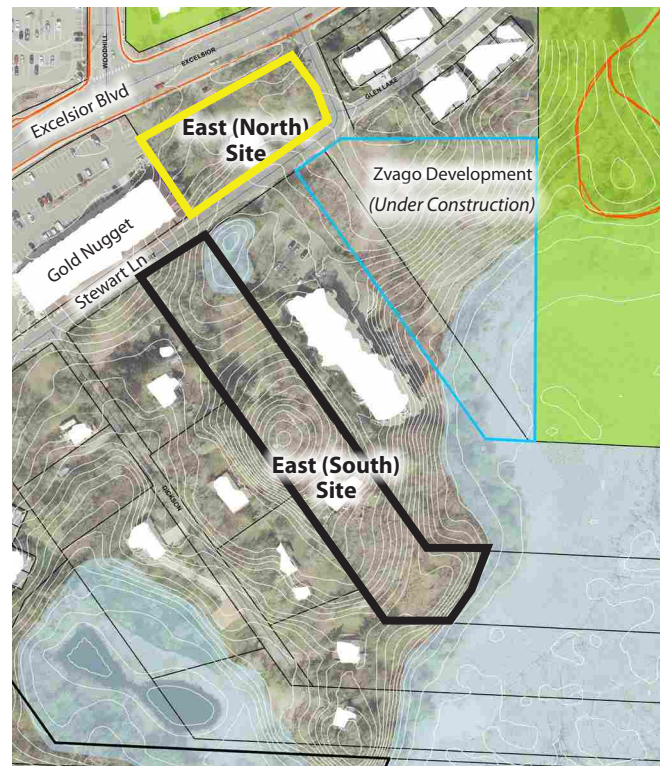 WOODHILL
EXCELSIOR
Excelsior Blvd
GLEN LAKE
East (North)
Site
Zvago Development
(Under Construction)
Gold Nugget
Stewart Ln
East (South)
Site
DICKSON